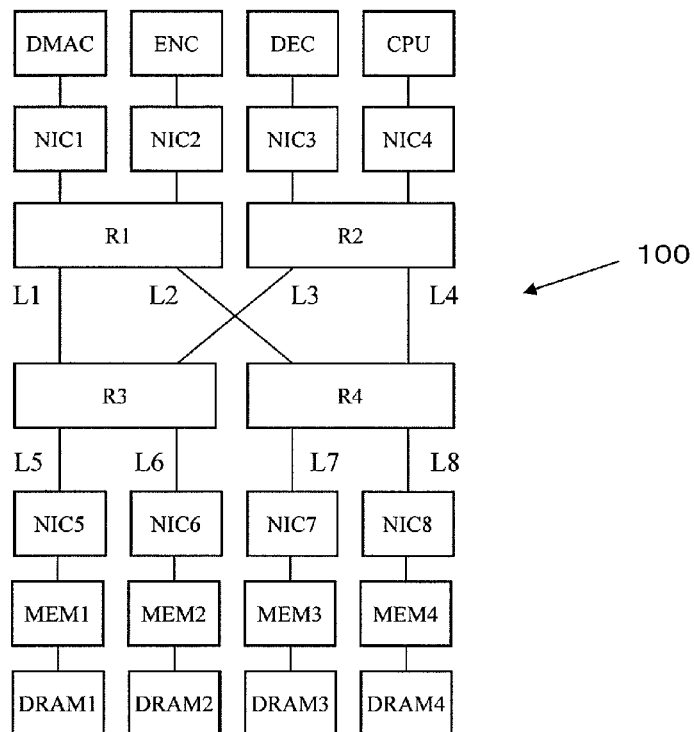 DMAC ENC DEC CPU
NIC1 NIC2 NIC3 NIC4
R1 R2
100
L1 L2 L3 L4
R3 R4
L5 L6 L7 L8
NIC5 NIC6 NIC7 NIC8
MEM1 MEM2 MEM3 MEM4
DRAM1 DRAM2 DRAM3 DRAM4